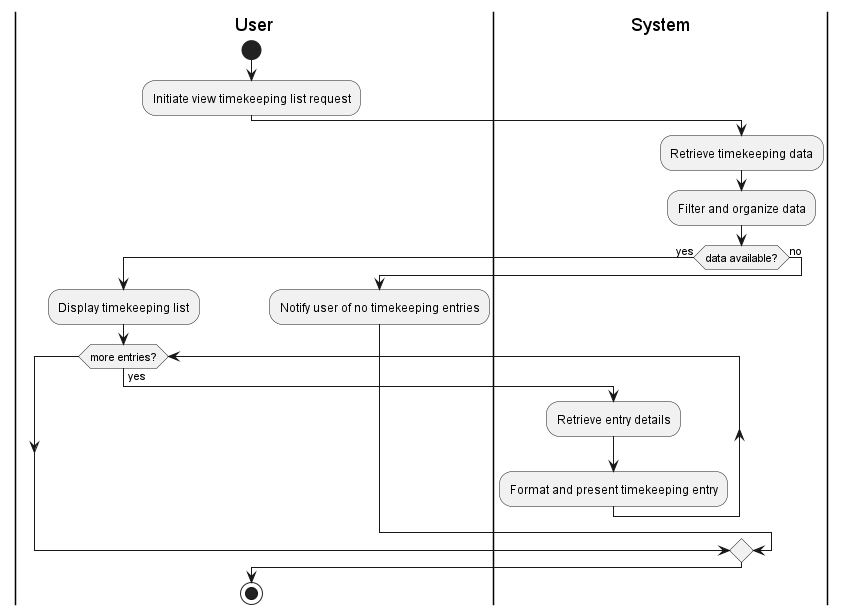 User
System
Initiate view timekeeping list request
Retrieve timekeeping data
Filter and organize data
yes
data available?
no
Display timekeeping list
Notify user of no timekeeping entries
more entries?
yes
Retrieve entry details
Format and present timekeeping entry